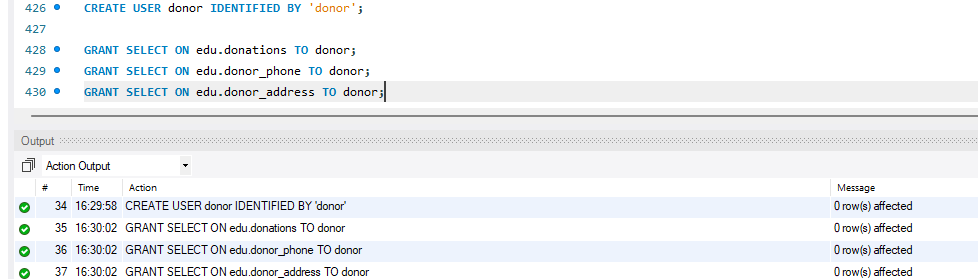 426 CREATE USER donor IDENTIFIED BY 'donor';
427
428 GRANT SELECT ON edu.donations TO donor;
429 GRANT SELECT ON edu.donor_phone TO donor;
430 GRANT SELECT ON edu.donor_address TO donor;
Output
Action Output
# Time Action Message
34 16:29:58 CREATE USER donor IDENTIFIED BY 'donor' 0 row(s) affected
35 16:30:02 GRANT SELECT ON edu.donations TO donor 0 row(s) affected
36 16:30:02 GRANT SELECT ON edu.donor_phone TO donor 0 row(s) affected
37 16:30:02 GRANT SELECT ON edu.donor_address TO donor 0 row(s) affected